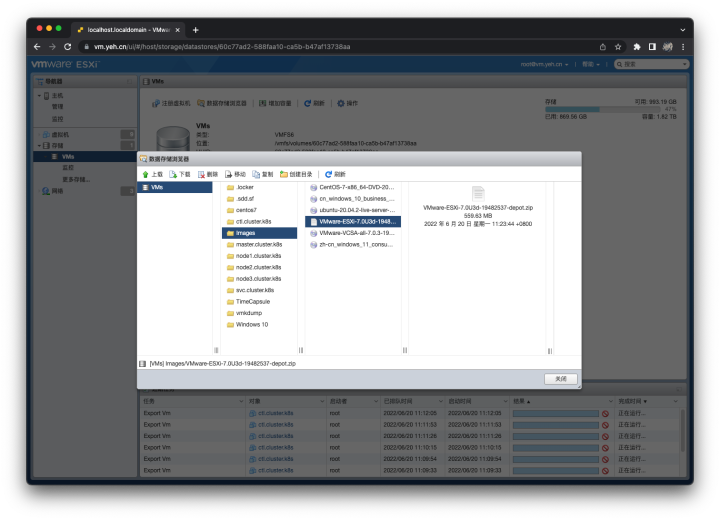 localhost.localdomain - VMwar
vm.yeh.cn/ui/#/host/storage/datastores/60c77ad2-588faa10-ca5b-b47af13738aa
vmware ESXi
root@vm.yeh.cn | 帮助 | 搜索
导航器
VMs
主机
管理
监控
虚拟机
存储
VMs
监控
更多存储...
网络
注册虚拟机 数据存储浏览器 | 增加容量 | 刷新 | 操作
VMs
类型: VMFS6
位置: /vmfs/volumes/60c77ad2-588faa10-ca5b-b47af13738aa
存储 可用: 993.19 GB
47%
已用: 869.56 GB 容量: 1.82 TB
数据存储浏览器
上载 下载 删除 移动 复制 创建目录 | 刷新
VMs
.locker
.sdd.sf
centos7
ctl.cluster.k8s
Images
master.cluster.k8s
node1.cluster.k8s
node2.cluster.k8s
node3.cluster.k8s
svc.cluster.k8s
TimeCapsule
vmkdump
Windows 10
CentOS-7-x86_64-DVD-20...
cn_windows_10_business_...
ubuntu-20.04.2-live-server-...
VMware-ESXi-7.0U3d-1948...
VMware-VCSA-all-7.0.3-19...
zh-cn_windows_11_consu...
VMware-ESXi-7.0U3d-19482537-depot.zip
559.63 MB
2022 年 6 月 20 日 星期一 11:23:44 +0800
[VMs] Images/VMware-ESXi-7.0U3d-19482537-depot.zip
关闭
任务 对象 启动者 已排队时间 启动时间 结果 完成时间
Export Vm ctl.cluster.k8s root 2022/06/20 11:12:05 2022/06/20 11:12:05 正在运行...
Export Vm ctl.cluster.k8s root 2022/06/20 11:11:53 2022/06/20 11:11:53 正在运行...
Export Vm ctl.cluster.k8s root 2022/06/20 11:11:26 2022/06/20 11:11:26 正在运行...
Export Vm ctl.cluster.k8s root 2022/06/20 11:10:15 2022/06/20 11:10:15 正在运行...
Export Vm ctl.cluster.k8s root 2022/06/20 11:09:54 2022/06/20 11:09:54 正在运行...
Export Vm ctl.cluster.k8s root 2022/06/20 11:09:33 2022/06/20 11:09:33 正在运行...